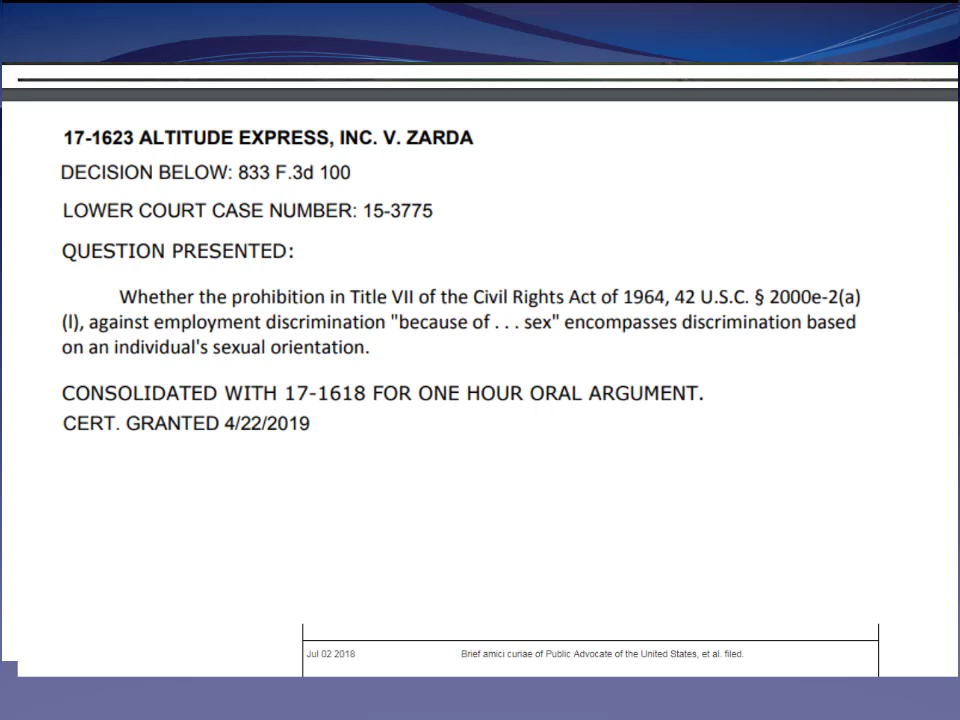 17-1623 ALTITUDE EXPRESS, INC. V. ZARDA
DECISION BELOW: 833 F.3d 100
LOWER COURT CASE NUMBER: 15-3775
QUESTION PRESENTED:
Whether the prohibition in Title VII of the Civil Rights Act of 1964, 42 U.S.C. § 2000e-2(a)
(l), against employment discrimination "because of . . . sex" encompasses discrimination based
on an individual's sexual orientation.
CONSOLIDATED WITH 17-1618 FOR ONE HOUR ORAL ARGUMENT.
CERT. GRANTED 4/22/2019
Jul 02 2018 Brief amici curiae of Public Advocate of the United States, et al. filed.